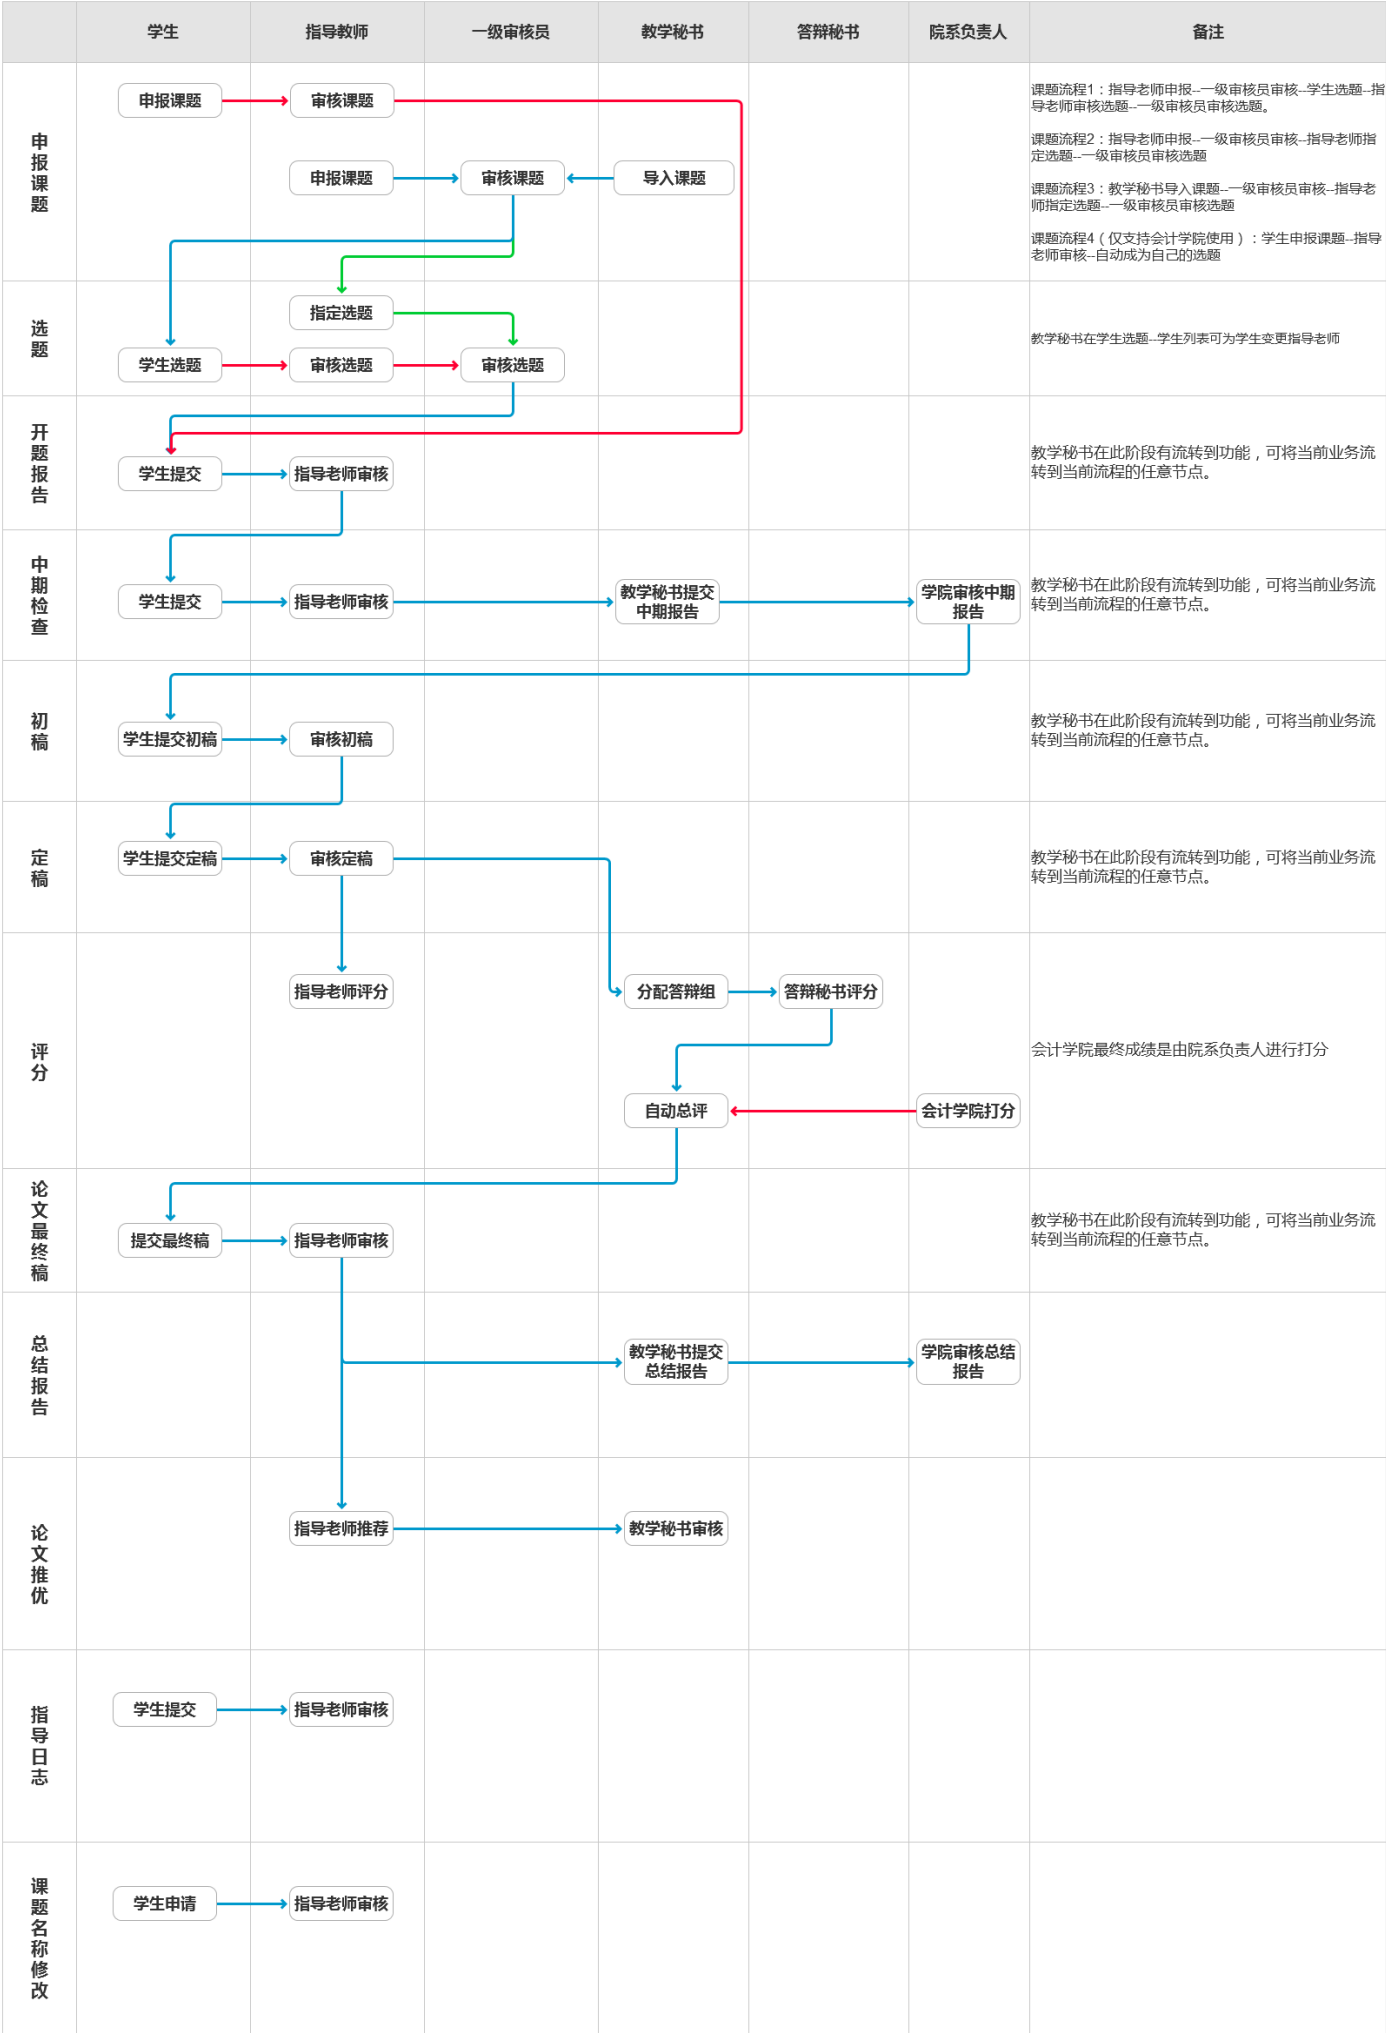 学生
指导教师
一级审核员
教学秘书
答辩秘书
院系负责人
备注
申报课题
申报课题
审核课题
申报课题
审核课题
导入课题
课题流程1：指导老师申报--一级审核员审核--学生选题--指
导老师审核选题--一级审核员审核选题。
课题流程2：指导老师申报--一级审核员审核--指导老师指
定选题--一级审核员审核选题
课题流程3：教学秘书导入课题--一级审核员审核--指导老
师指定选题--一级审核员审核选题
课题流程4（仅支持会计学院使用）：学生申报课题--指导
老师审核--自动成为自己的选题
选题
指定选题
学生选题
审核选题
审核选题
教学秘书在学生选题--学生列表可为学生变更指导老师
开题报告
学生提交
指导老师审核
教学秘书在此阶段有流转到功能，可将当前业务流
转到当前流程的任意节点。
中期检查
学生提交
指导老师审核
教学秘书提交
中期报告
学院审核中期
报告
教学秘书在此阶段有流转到功能，可将当前业务流
转到当前流程的任意节点。
初稿
学生提交初稿
审核初稿
教学秘书在此阶段有流转到功能，可将当前业务流
转到当前流程的任意节点。
定稿
学生提交定稿
审核定稿
教学秘书在此阶段有流转到功能，可将当前业务流
转到当前流程的任意节点。
评分
指导老师评分
分配答辩组
答辩秘书评分
自动总评
会计学院打分
会计学院最终成绩是由院系负责人进行打分
论文最终稿
提交最终稿
指导老师审核
教学秘书在此阶段有流转到功能，可将当前业务流
转到当前流程的任意节点。
总结报告
教学秘书提交
总结报告
学院审核总结
报告
论文推优
指导老师推荐
教学秘书审核
指导日志
学生提交
指导老师审核
课题名称修改
学生申请
指导老师审核